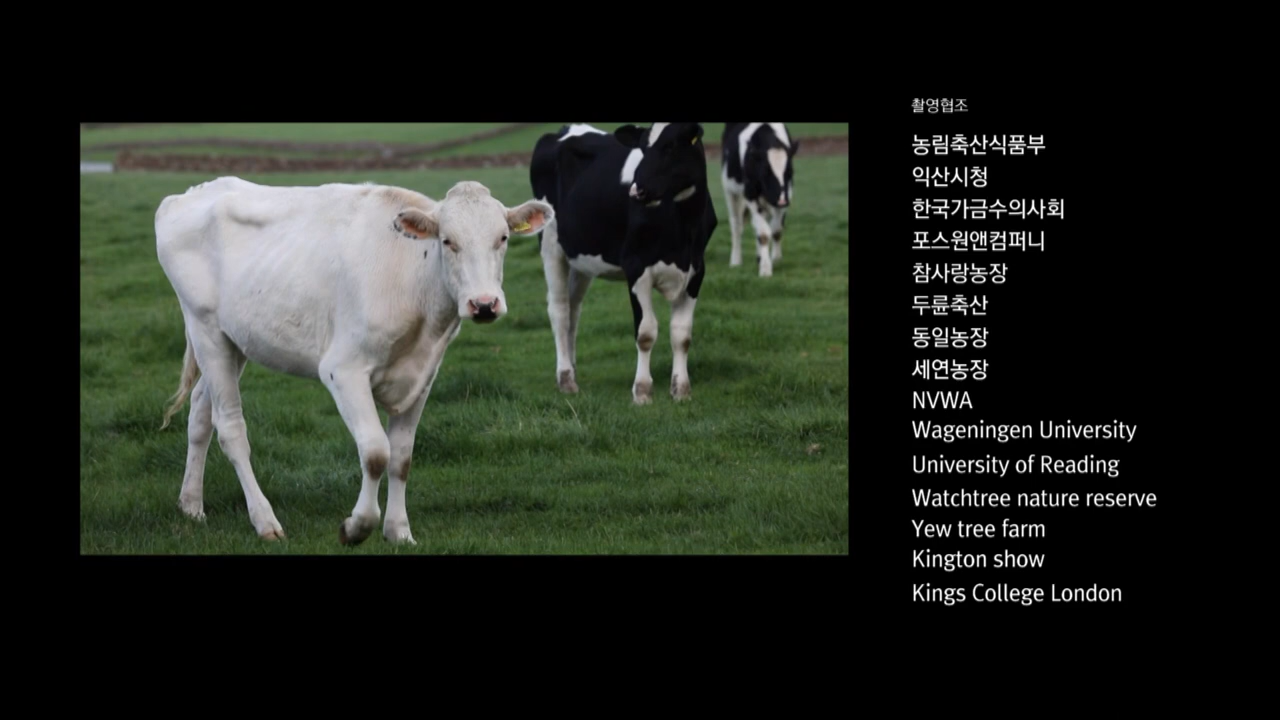 촬영협조
농림축산식품부
익산시청
한국가금수의사회
포스원앤컴퍼니
참사랑농장
두륜축산
동일농장
세연농장
NVWA
Wageningen University
University of Reading
Watchtree nature reserve
Yew tree farm
Kington show
Kings College London